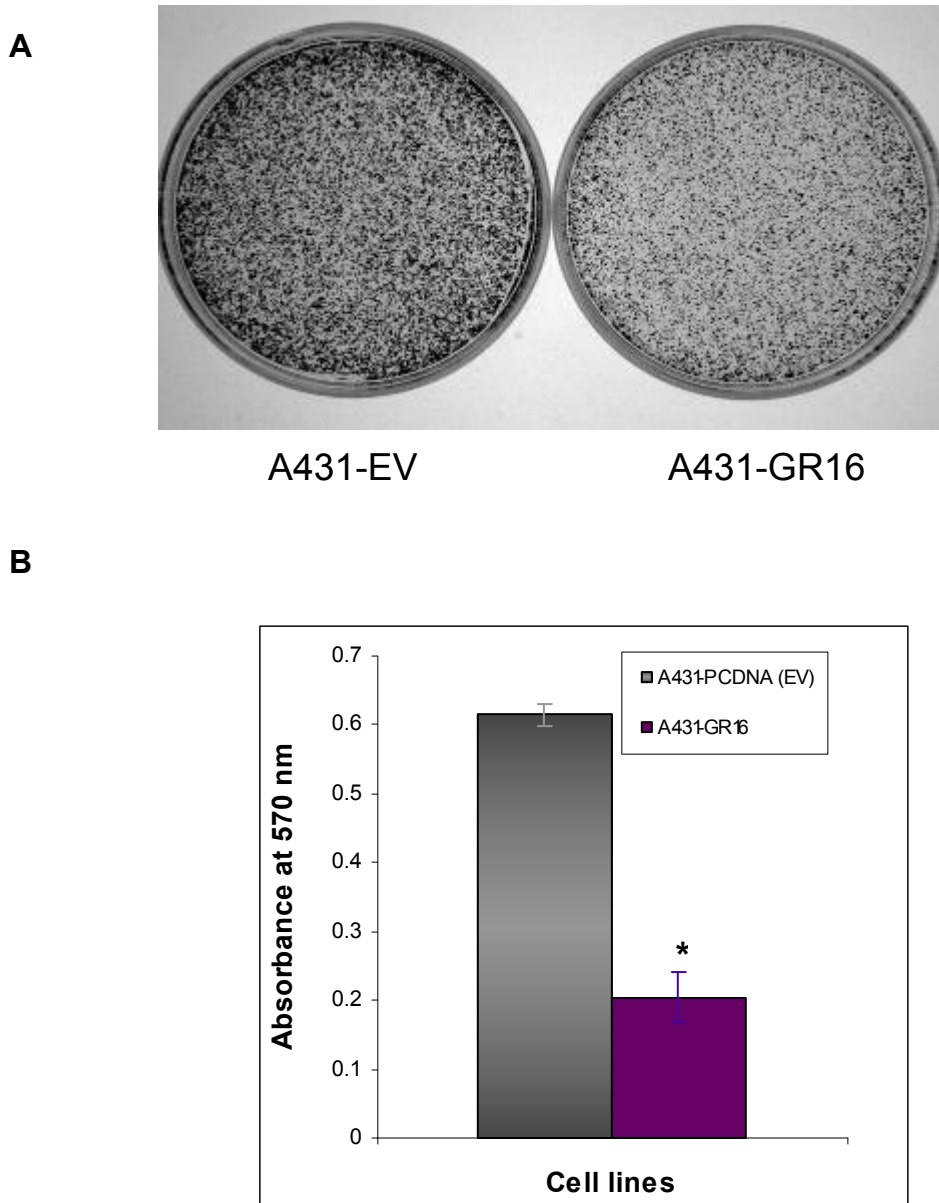 A
A431-EV A431-GR16
B
0.7
0.6
0.5
0.4
0.3
0.2
0.1
0
Absorbance at 570 nm
A431-PCDNA (EV)
A431-GR16
*
Cell lines